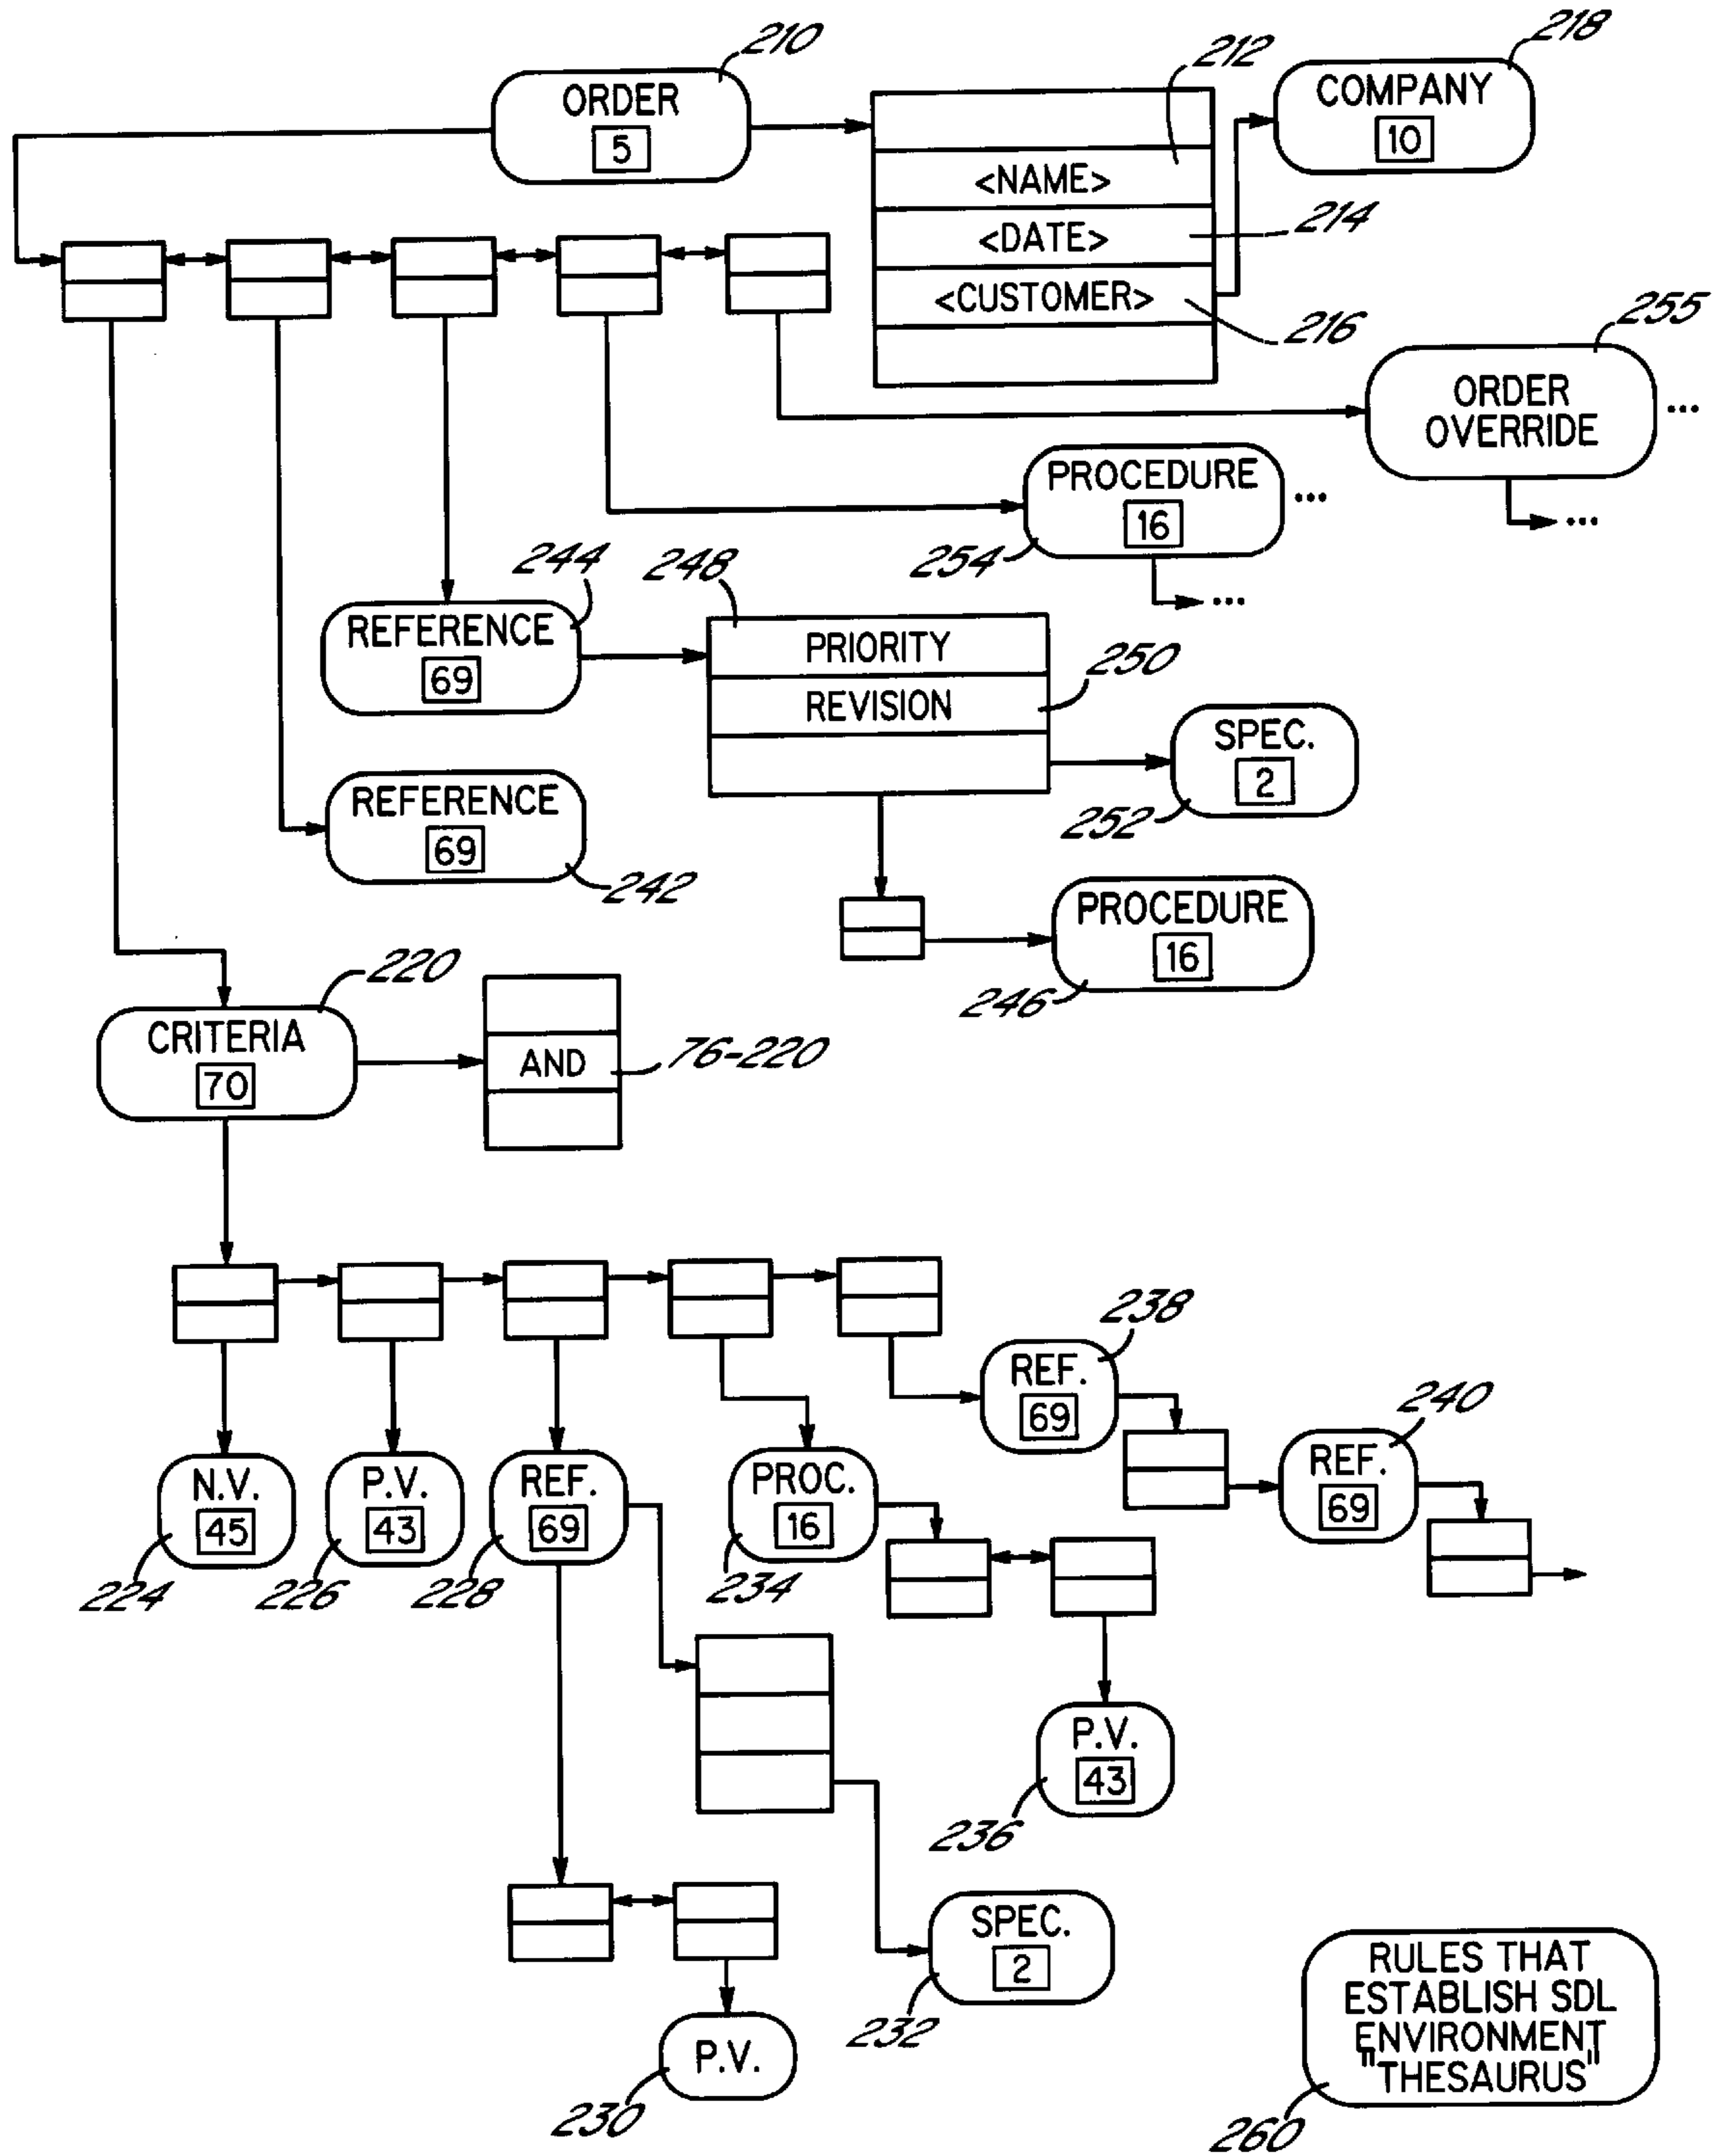 210
212
218
ORDER
5
COMPANY
10
<NAME>
<DATE>
214
<CUSTOMER>
216
255
ORDER
OVERRIDE
...
PROCEDURE
16
...
254
...
...
244
248
REFERENCE
69
PRIORITY
REVISION
250
SPEC.
2
252
REFERENCE
69
242
PROCEDURE
16
246
220
CRITERIA
70
AND
76-220
238
REF.
69
240
REF.
69
N.V.
45
P.V.
43
REF.
69
PROC.
16
224
226
228
234
P.V.
43
236
SPEC.
2
232
P.V.
230
RULES THAT
ESTABLISH SDL
ENVIRONMENT
"THESAURUS"
260